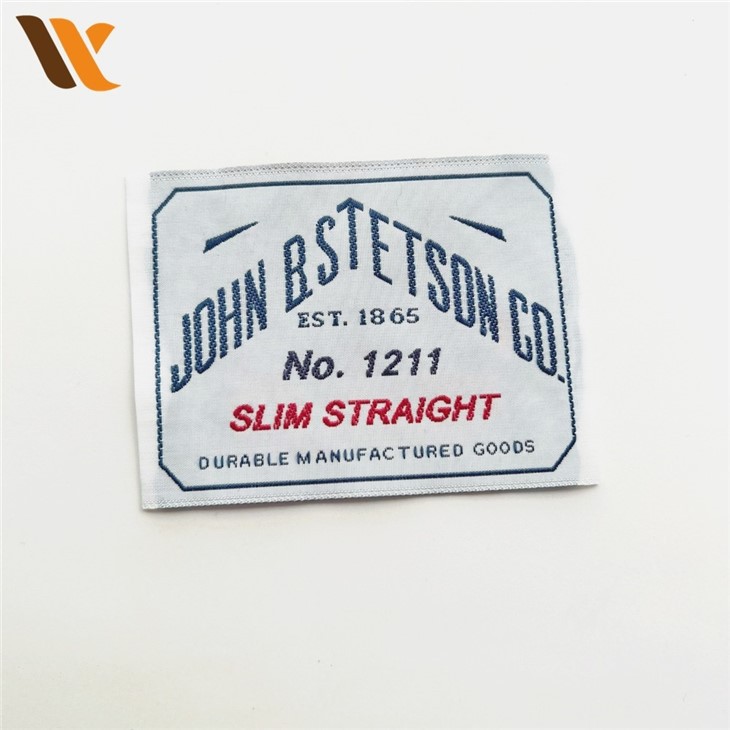 JOHN B. STETSON CO.
EST. 1865
No. 1211
SLIM STRAIGHT
DURABLE MANUFACTURED GOODS